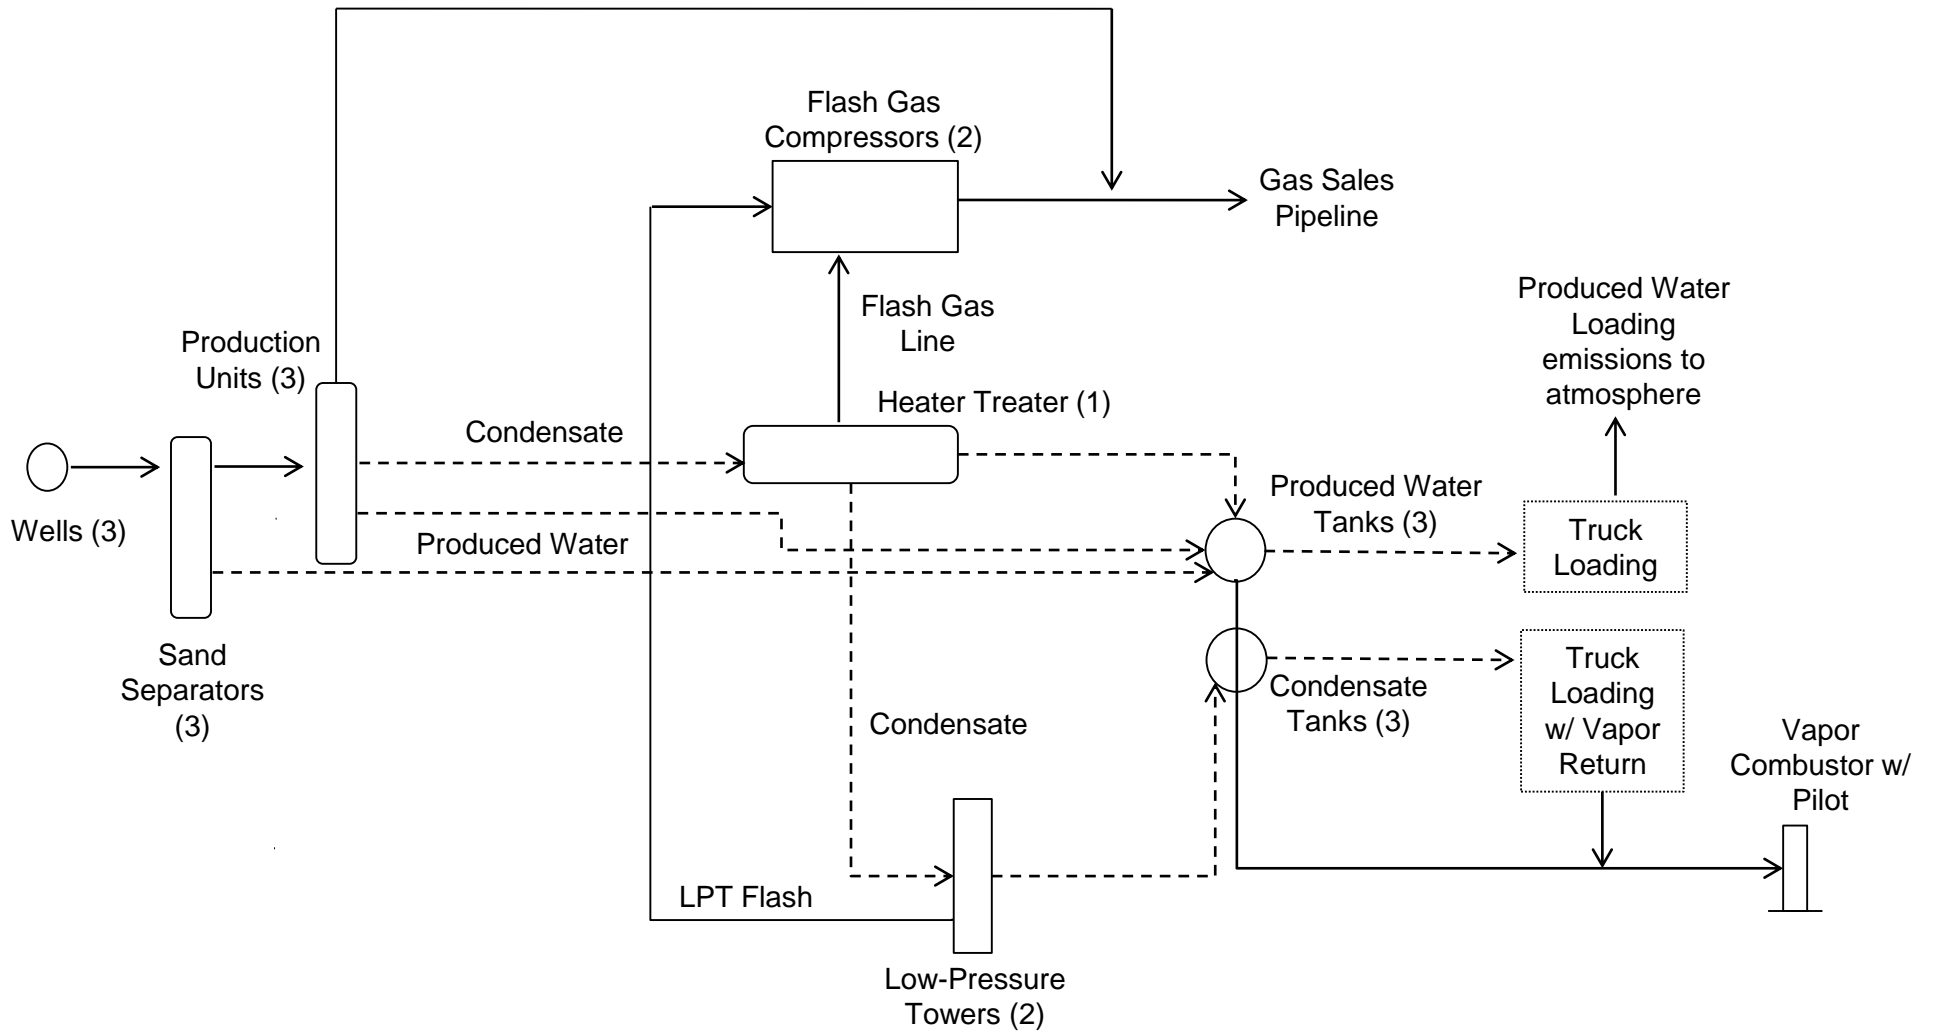 Flash Gas
Compressors (2)
Gas Sales
Pipeline
Flash Gas
Line
Produced Water
Loading
emissions to
atmosphere
Production
Units (3)
Heater Treater (1)
Condensate
Wells (3)
Produced Water
Produced Water
Tanks (3)
Truck
Loading
Sand
Separators
(3)
Condensate
Condensate
Tanks (3)
Truck
Loading
w/ Vapor
Return
Vapor
Combustor w/
Pilot
LPT Flash
Low-Pressure
Towers (2)